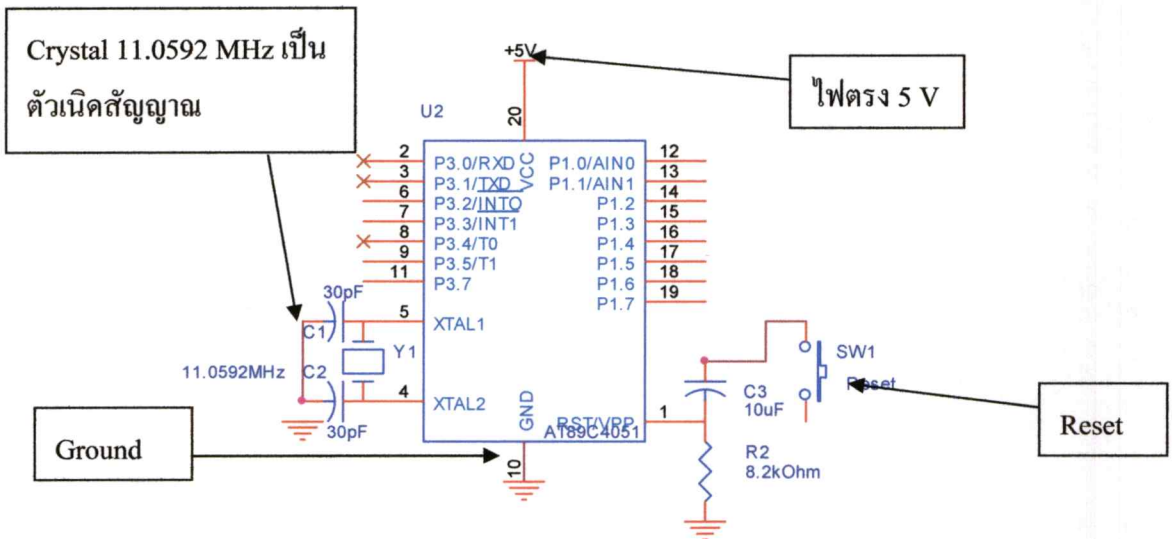 Crystal 11.0592 MHz เป็น
ตัวเนิดสัญญาณ
+5V
ไฟตรง 5 V
U2
20
VCC
2
P3.0/RXD
3
P3.1/TXD
6
P3.2/INTO
7
P3.3/INT1
8
P3.4/T0
9
P3.5/T1
11
P3.7
P1.0/AIN0
12
P1.1/AIN1
13
P1.2
14
P1.3
15
P1.4
16
P1.5
17
P1.6
18
P1.7
19
30pF
C1
5
XTAL1
Y1
11.0592MHz
C2
4
XTAL2
30pF
GND
10
RST/VPP
1
AT89C4051
C3
10uF
SW1
Reset
R2
8.2kOhm
Ground
Reset